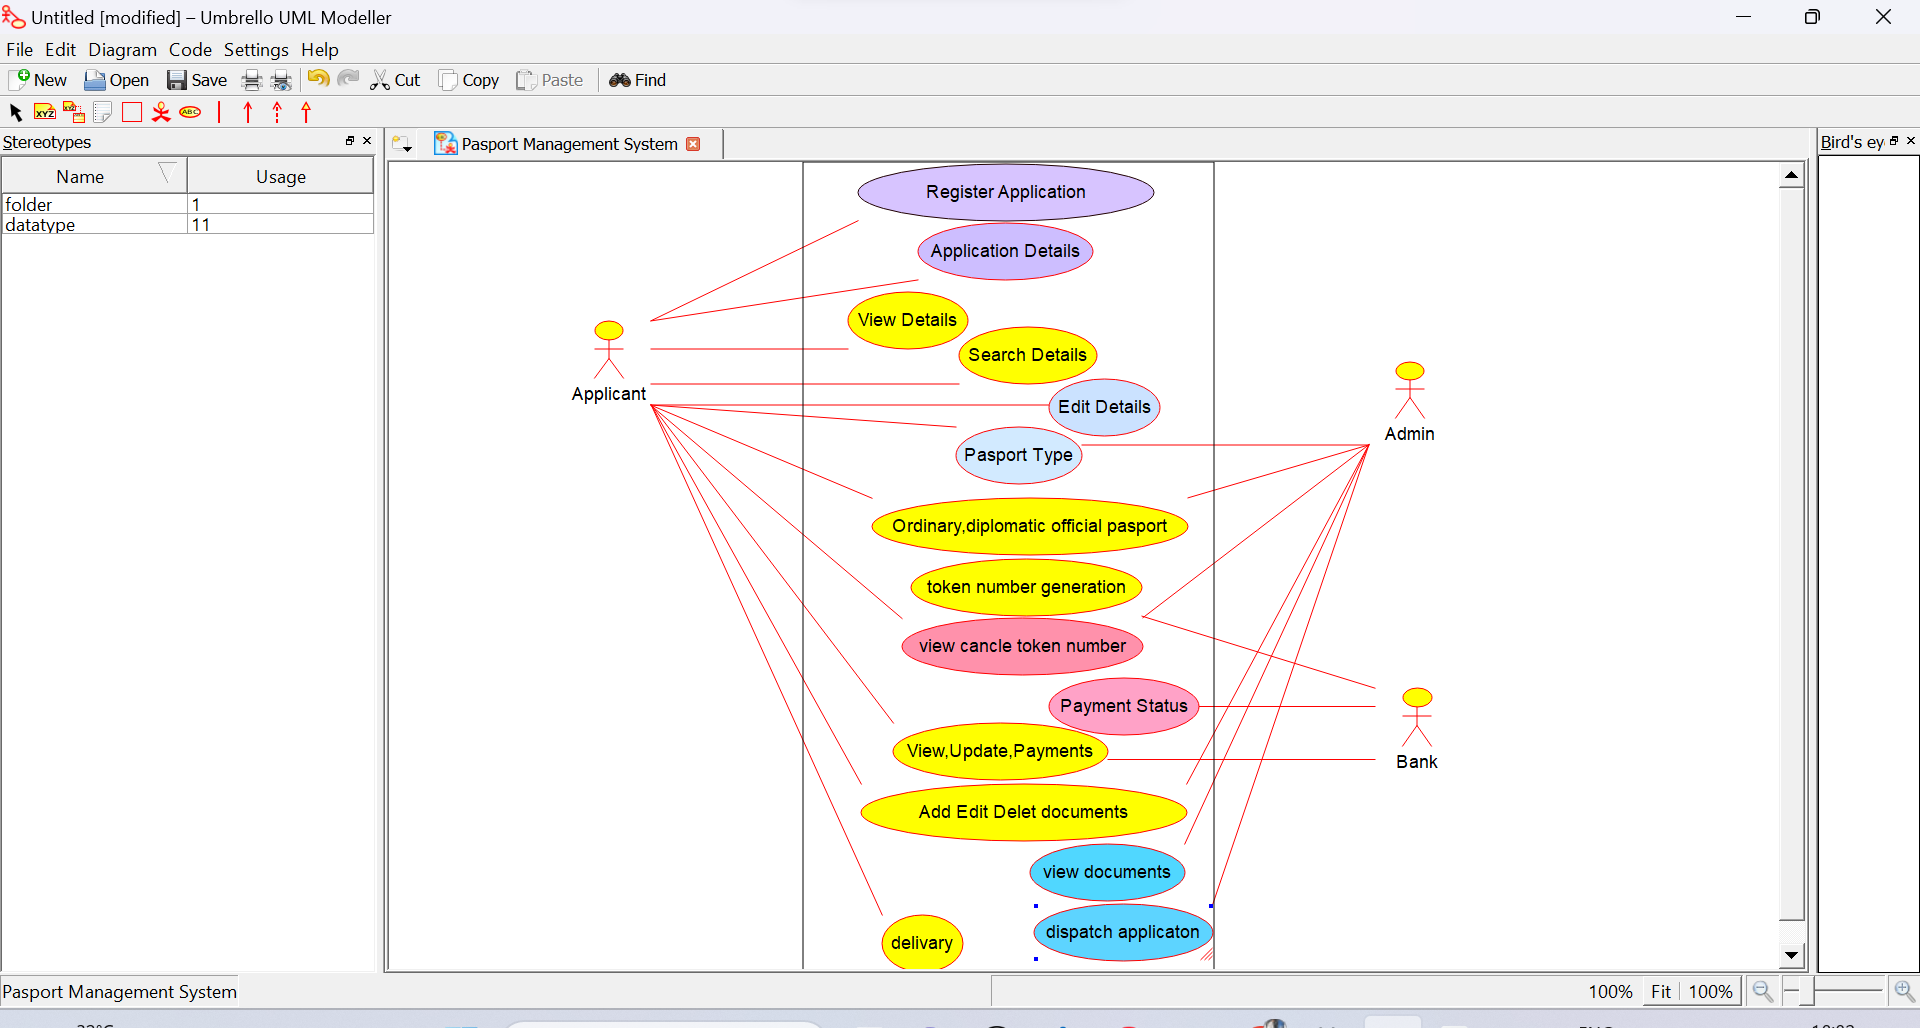 Untitled [modified] – Umbrello UML Modeller
File Edit Diagram Code Settings Help
New Open Save Cut Copy Paste Find
XYZ XYZ ABC
Stereotypes
Pasport Management System
Bird's ey
Name Usage
folder 1
datatype 11
Register Application
Application Details
View Details
Search Details
Applicant
Edit Details
Admin
Pasport Type
Ordinary,diplomatic official pasport
token number generation
view cancle token number
Payment Status
View,Update,Payments
Bank
Add Edit Delet documents
view documents
dispatch applicaton
delivary
Pasport Management System
100% Fit 100%